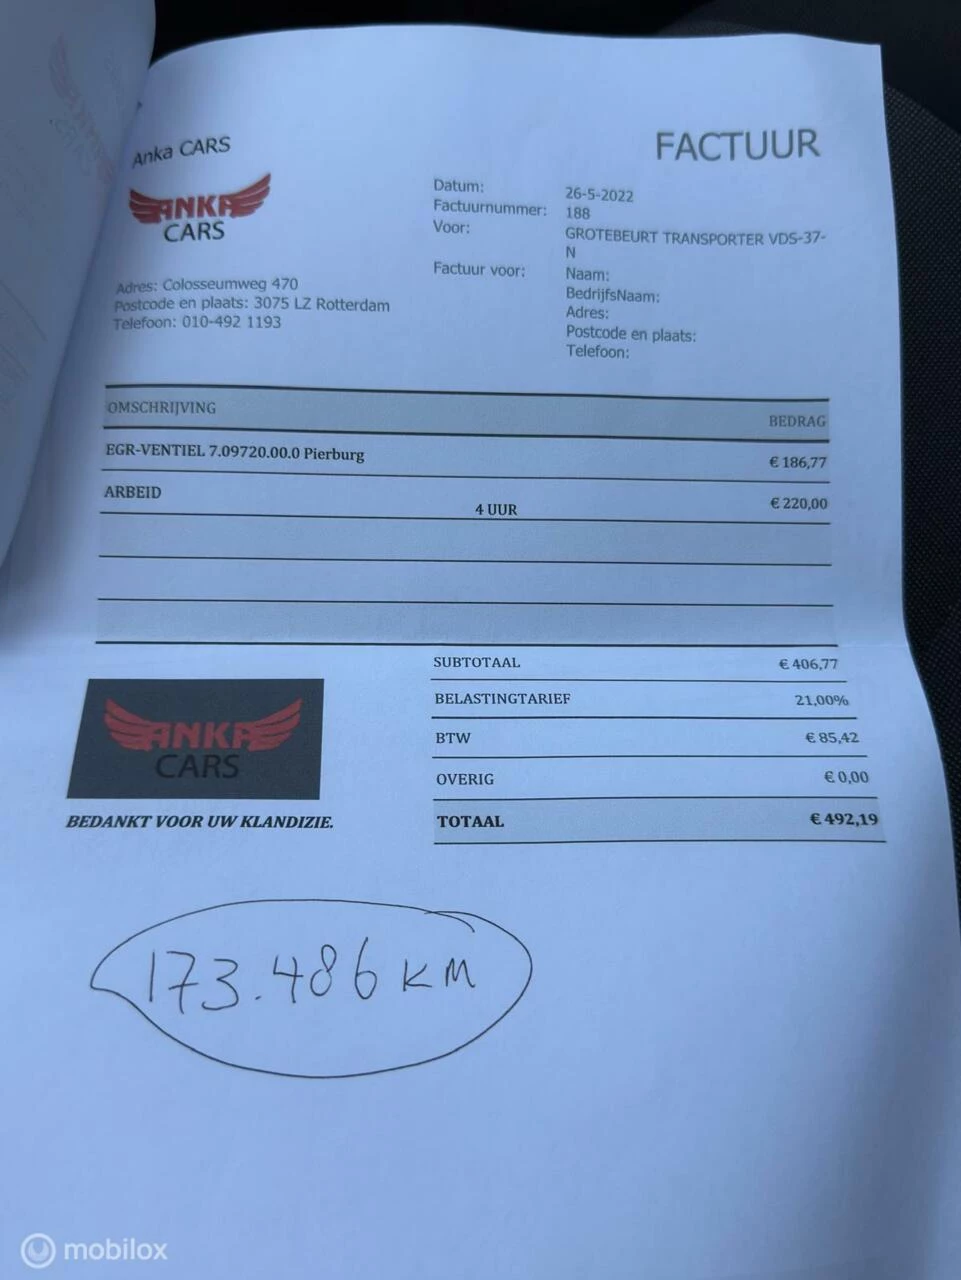 Anka CARS
FACTUUR
ANKA
CARS
Datum: 26-5-2022
Factuurnummer: 188
Voor: GROTEBEURT TRANSPORTER VDS-37-
N
Adres: Colosseumweg 470
Postcode en plaats: 3075 LZ Rotterdam
Telefoon: 010-492 1193
Factuur voor: Naam:
BedrijfsNaam:
Adres:
Postcode en plaats:
Telefoon:
OMSCHRIJVING BEDRAG
EGR-VENTIEL 7.09720.00.0 Pierburg € 186,77
ARBEID 4 UUR € 220,00
SUBTOTAAL € 406,77
BELASTINGTARIEF 21,00%
BTW € 85,42
OVERIG € 0,00
TOTAAL € 492,19
ANKA
CARS
BEDANKT VOOR UW KLANDIZIE.
173.486 KM
mobilox